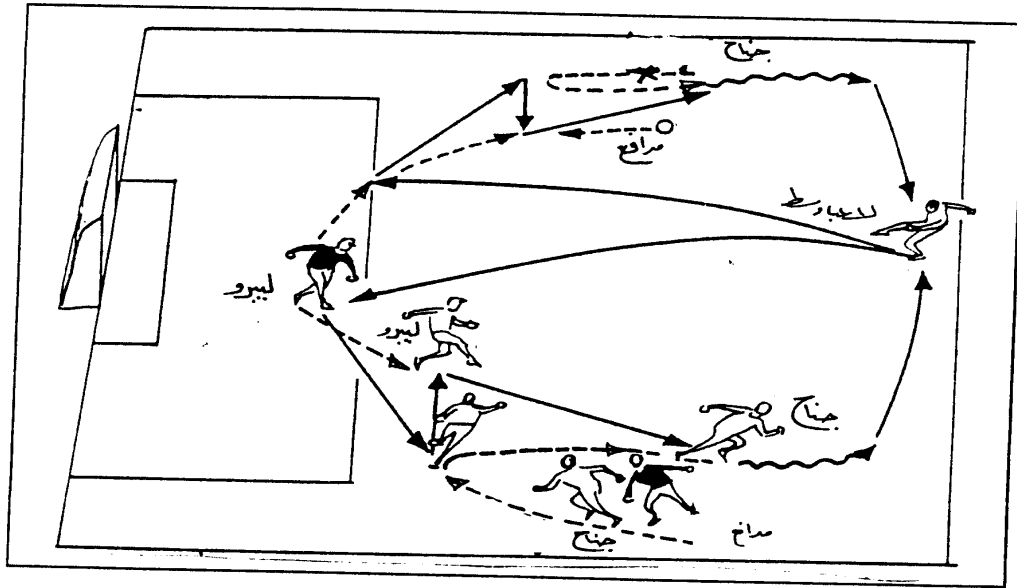 جناح
مدافع
لاعب وسط
ليبرو
ليبرو
جناح
جناح
مدافع